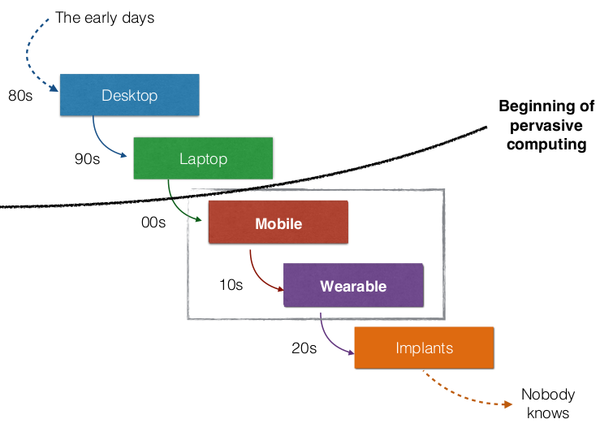 The early days
80s
Desktop
Beginning of
pervasive
computing
90s
Laptop
00s
Mobile
10s
Wearable
20s
Implants
Nobody
knows